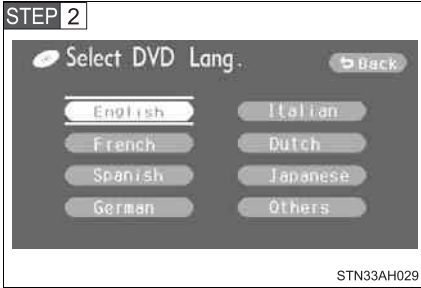 STEP 2
Select DVD Lang.
Back
English
Italian
French
Dutch
Spanish
Japanese
German
Others
STN33AH029